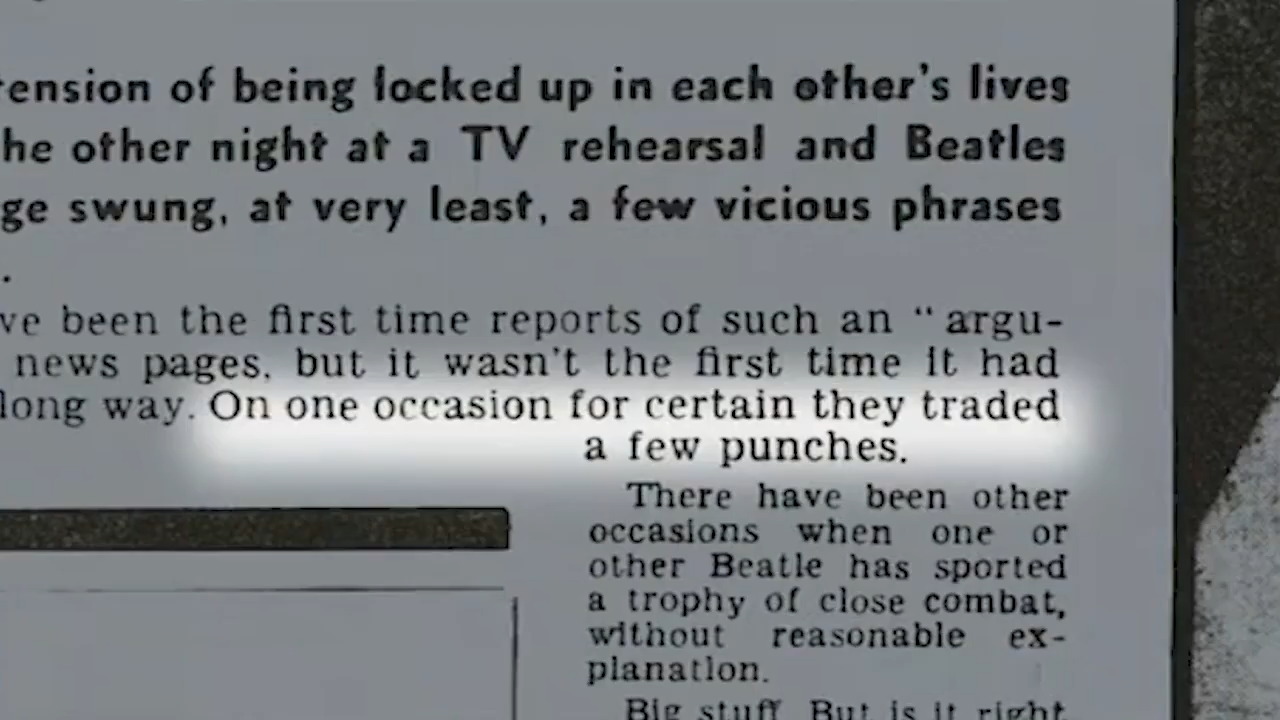 tension of being locked up in each other's lives
he other night at a TV rehearsal and Beatles
ge swung, at very least, a few vicious phrases
.
ve been the first time reports of such an "argu-
news pages, but it wasn't the first time it had
long way. On one occasion for certain they traded
a few punches.
There have been other
occasions when one or
other Beatle has sported
a trophy of close combat,
without reasonable ex-
planation.
Big stuff. But is it right